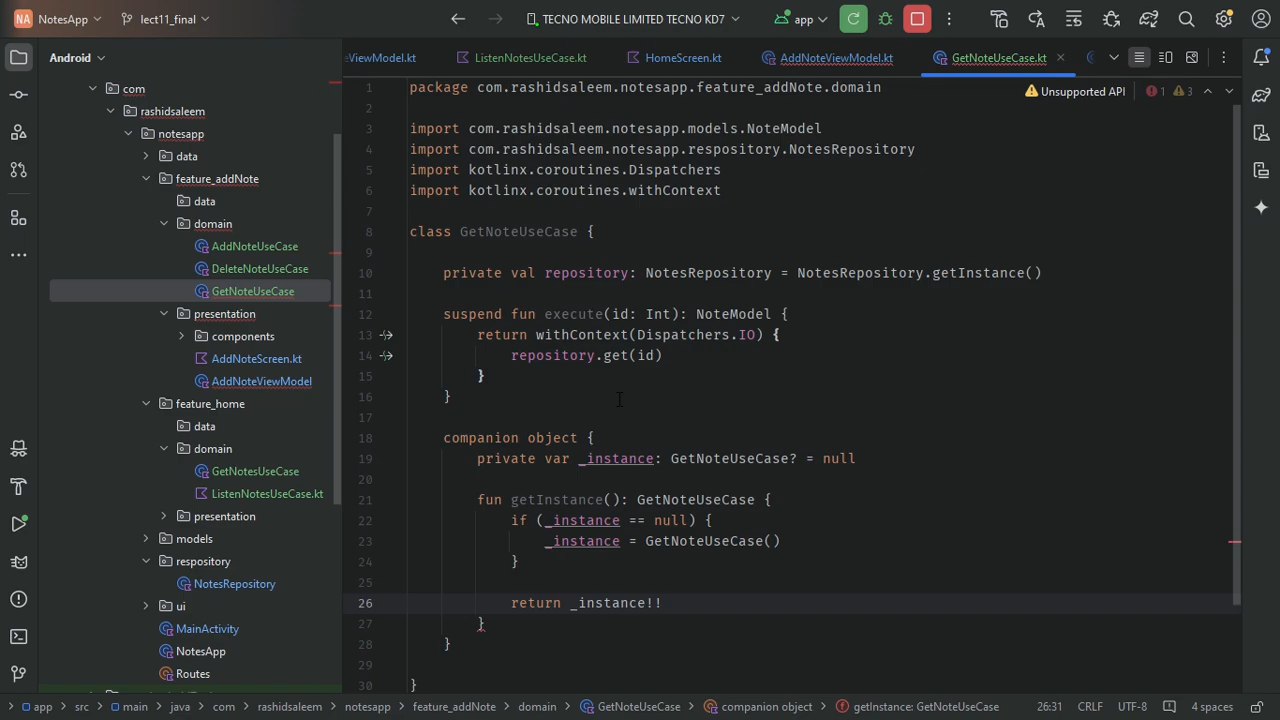 NA NotesApp lect11_final TECNO MOBILE LIMITED TECNO KD7 app
Android
eViewModel.kt ListenNotesUseCase.kt HomeScreen.kt AddNoteViewModel.kt GetNoteUseCase.kt
com
rashidsaleem
notesapp
data
feature_addNote
data
domain
AddNoteUseCase
DeleteNoteUseCase
GetNoteUseCase
presentation
components
AddNoteScreen.kt
AddNoteViewModel
feature_home
data
domain
GetNotesUseCase
ListenNotesUseCase.kt
presentation
models
respository
NotesRepository
ui
MainActivity
NotesApp
Routes
Unsupported API 1 3
1 package com.rashidsaleem.notesapp.feature_addNote.domain
2
3 import com.rashidsaleem.notesapp.models.NoteModel
4 import com.rashidsaleem.notesapp.respository.NotesRepository
5 import kotlinx.coroutines.Dispatchers
6 import kotlinx.coroutines.withContext
7
8 class GetNoteUseCase {
9
10 private val repository: NotesRepository = NotesRepository.getInstance()
11
12 suspend fun execute(id: Int): NoteModel {
13 return withContext(Dispatchers.IO) {
14 repository.get(id)
15 }
16 }
17
18 companion object {
19 private var _instance: GetNoteUseCase? = null
20
21 fun getInstance(): GetNoteUseCase {
22 if (_instance == null) {
23 _instance = GetNoteUseCase()
24 }
25
26 return _instance!!
27 }
28 }
29
30 }
app > src > main > java > com > rashidsaleem > notesapp > feature_addNote > domain > GetNoteUseCase > companion object > getInstance: GetNoteUseCase 26:31 CRLF UTF-8 4 spaces